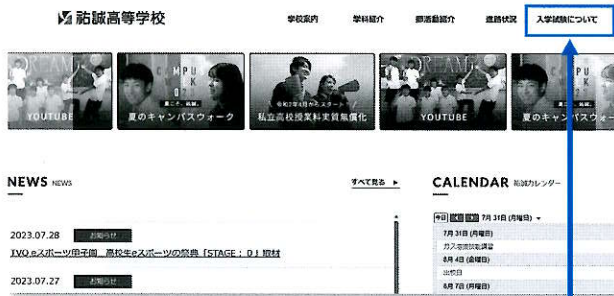 祐誠高等学校
学校案内 学科紹介 部活動紹介 進路状況 入学試験について
YOUTUBE
夏のキャンパスウォーク
令和2年4月からスタート
私立高校授業料実質無償化
YOUTUBE
夏のキャンパスウォー
NEWS NEWS すべて見る
CALENDAR 祐誠カレンダー
今日 7月 31日 (月曜日)
7月 31日 (月曜日)
ガス溶接技能講習
8月 4日 (金曜日)
出校日
8月 7日 (月曜日)
2023.07.28 お知らせ
TVQ eスポーツ甲子園 高校生eスポーツの祭典「STAGE：0」取材
2023.07.27 お知らせ